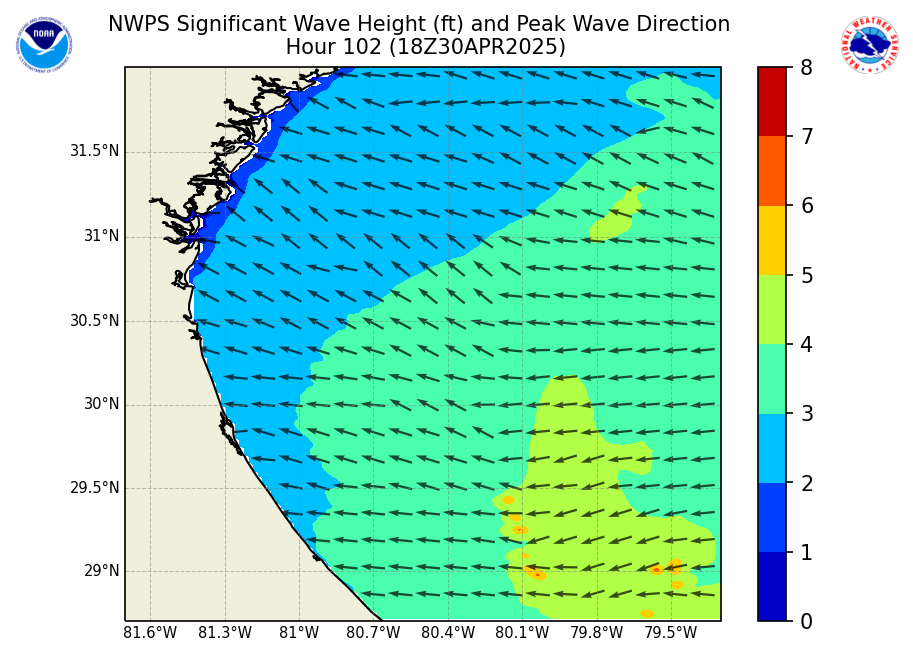 NWPS Significant Wave Height (ft) and Peak Wave Direction
Hour 102 (18Z30APR2025)
NOAA
NATIONAL WEATHER SERVICE
31.5°N
31°N
30.5°N
30°N
29.5°N
29°N
81.6°W 81.3°W 81°W 80.7°W 80.4°W 80.1°W 79.8°W 79.5°W
8
7
6
5
4
3
2
1
0